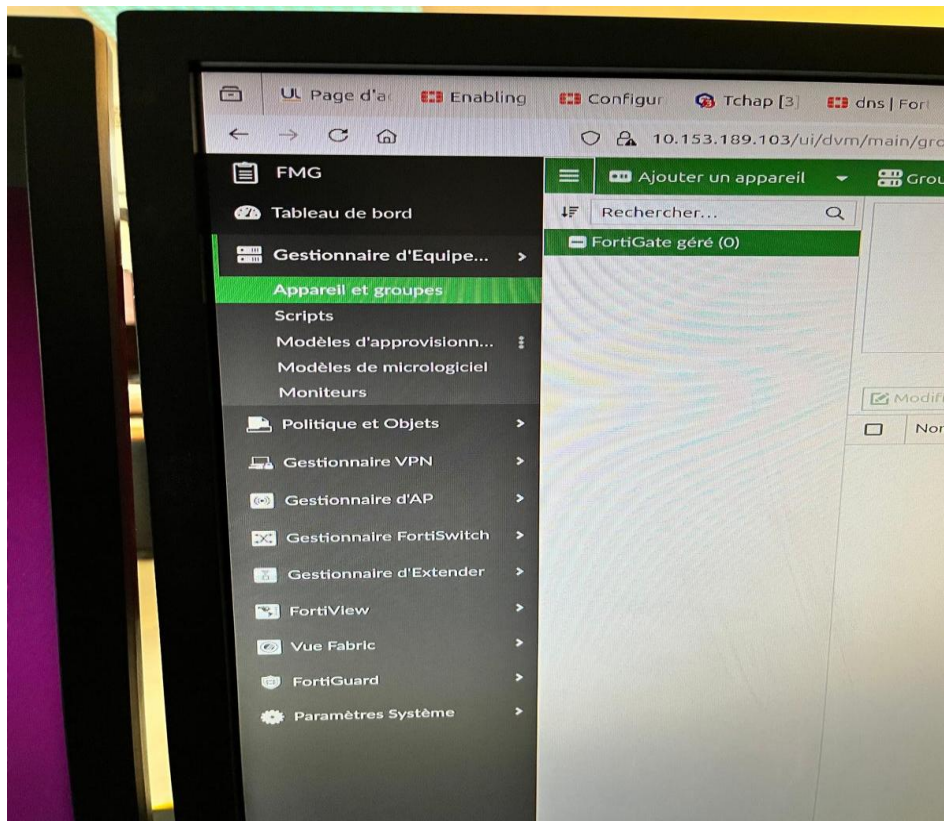 UL Page d'a
Enabling
Configur
Tchap [3]
dns | Fort
10.153.189.103/ui/dvm/main/gro
FMG
Tableau de bord
Gestionnaire d'Equipe...
Appareil et groupes
Scripts
Modèles d'approvisionn...
Modèles de micrologiciel
Moniteurs
Politique et Objets
Gestionnaire VPN
Gestionnaire d'AP
Gestionnaire FortiSwitch
Gestionnaire d'Extender
FortiView
Vue Fabric
FortiGuard
Paramètres Système
Ajouter un appareil
Grou
Rechercher...
FortiGate géré (0)
Modifi
Nor